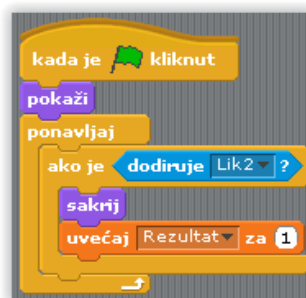 kada je kliknut
pokaži
ponavljaj
ako je dodiruje Lik2 ?
sakrij
uvećaj Rezultat za 1